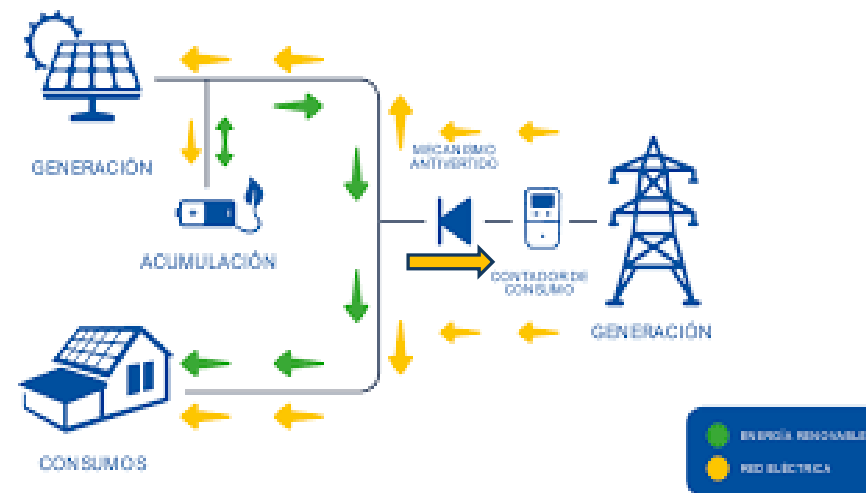 GENERACIÓN
MECANISMO
ANTIVERTIDO
ACUMULACIÓN
CONTADOR DE
CONSUMO
GENERACIÓN
CONSUMOS
ENERGÍA RENOVABLE
RED ELÉCTRICA